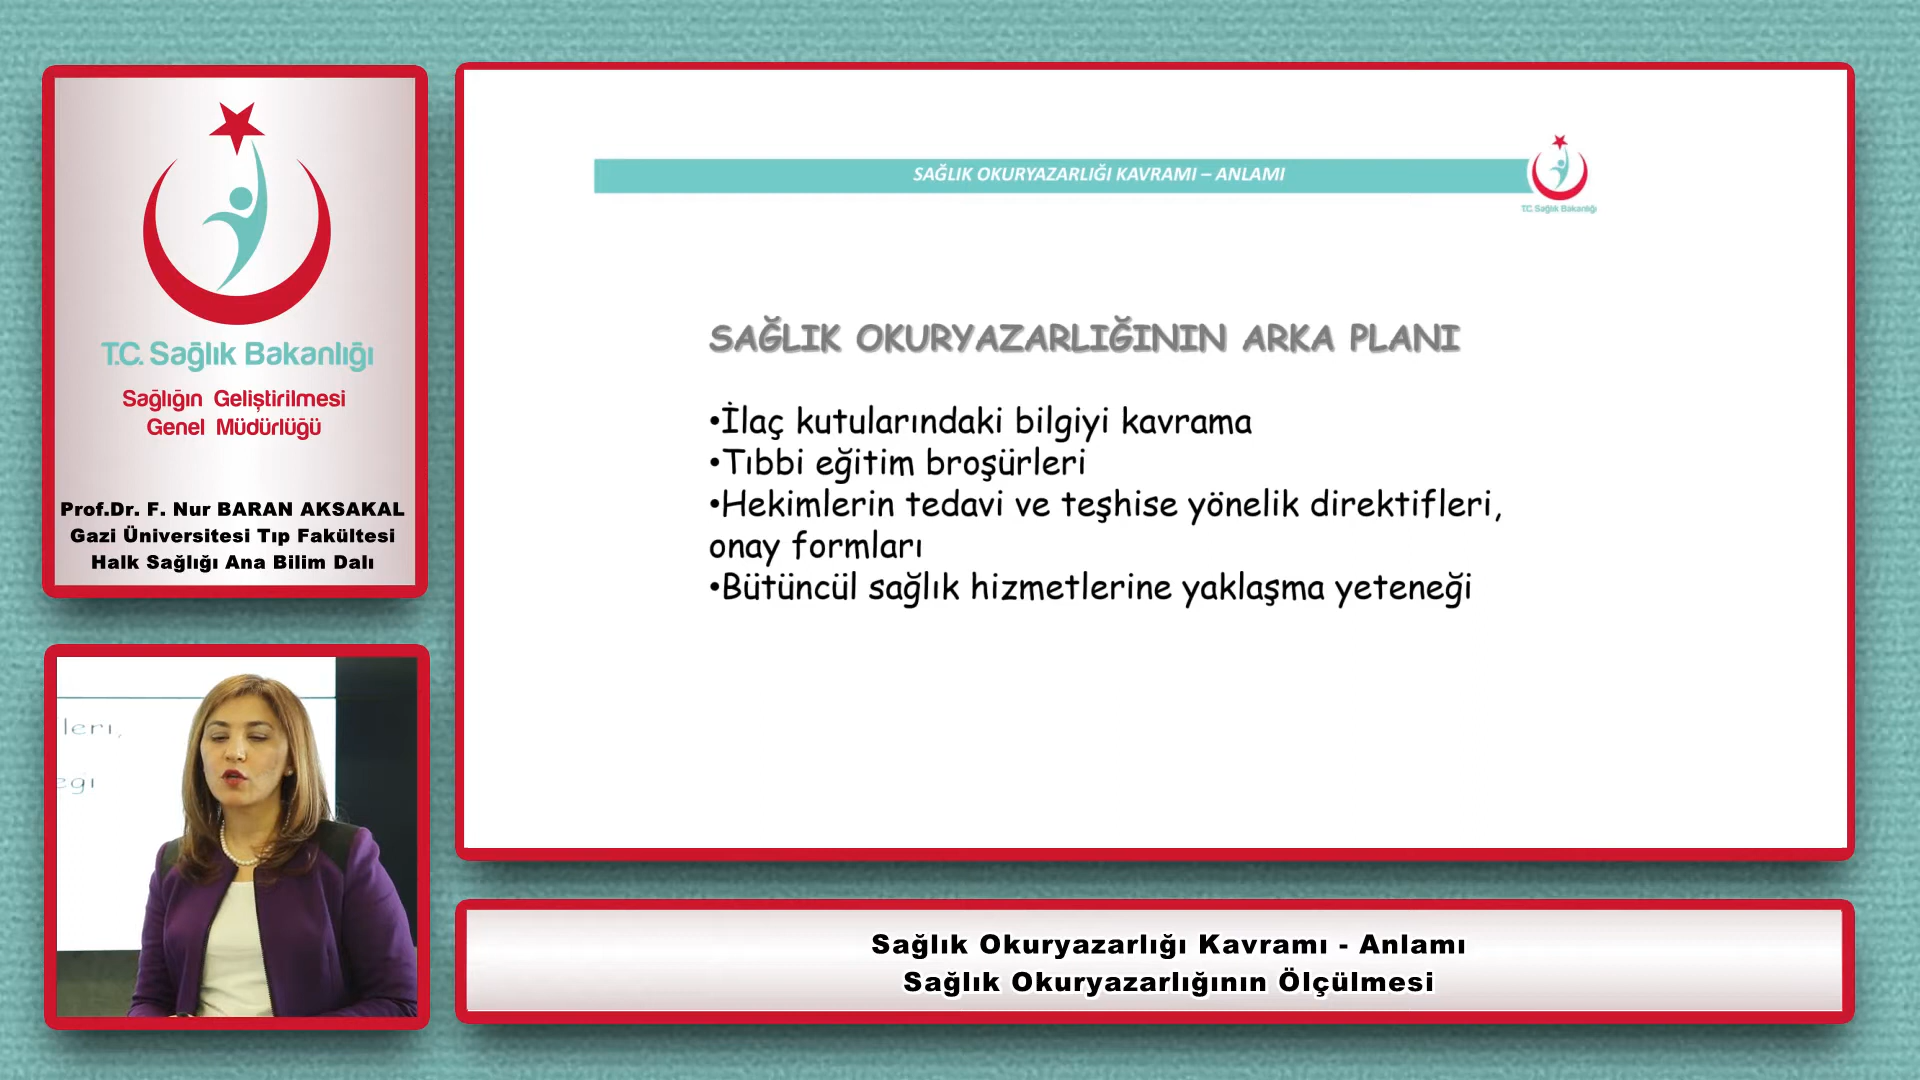 T.C. Sağlık Bakanlığı
Sağlığın Geliştirilmesi
Genel Müdürlüğü
Prof.Dr. F. Nur BARAN AKSAKAL
Gazi Üniversitesi Tıp Fakültesi
Halk Sağlığı Ana Bilim Dalı
leri,
eği
SAĞLIK OKURYAZARLIĞI KAVRAMI – ANLAMI
T.C. Sağlık Bakanlığı
SAĞLIK OKURYAZARLIĞININ ARKA PLANI
•İlaç kutularındaki bilgiyi kavrama
•Tıbbi eğitim broşürleri
•Hekimlerin tedavi ve teşhise yönelik direktifleri,
onay formları
•Bütüncül sağlık hizmetlerine yaklaşma yeteneği
Sağlık Okuryazarlığı Kavramı - Anlamı
Sağlık Okuryazarlığının Ölçülmesi